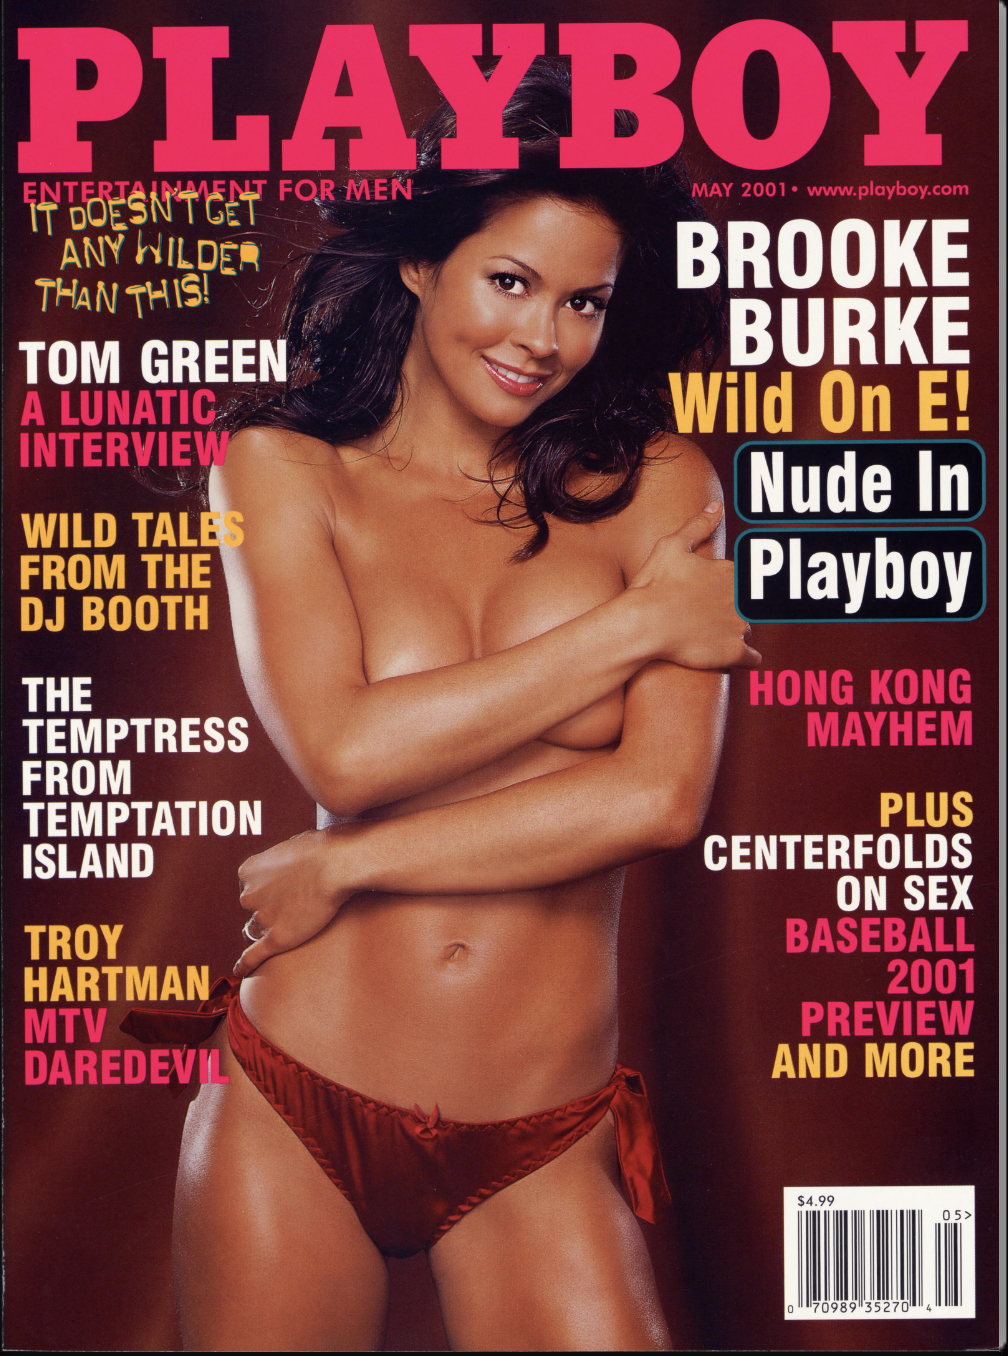 PLAYBOY
ENTERTAINMENT FOR MEN
MAY 2001• www.playboy.com
IT DOESN'T GET
ANY WILDER
THAN THIS!
TOM GREEN
A LUNATIC
INTERVIEW
WILD TALES
FROM THE
DJ BOOTH
THE
TEMPTRESS
FROM
TEMPTATION
ISLAND
TROY
HARTMAN
MTV
DAREDEVIL
BROOKE
BURKE
Wild On E!
Nude In
Playboy
HONG KONG
MAYHEM
PLUS
CENTERFOLDS
ON SEX
BASEBALL
2001
PREVIEW
AND MORE
$4.99
05>
0 70989 35270 4